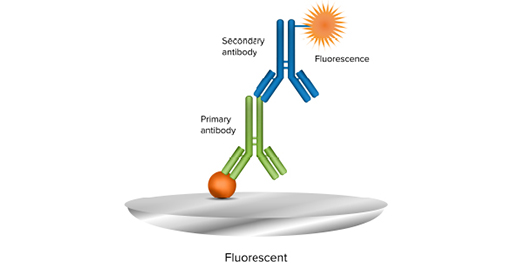 Secondary
antibody
Fluorescence
Primary
antibody
Fluorescent